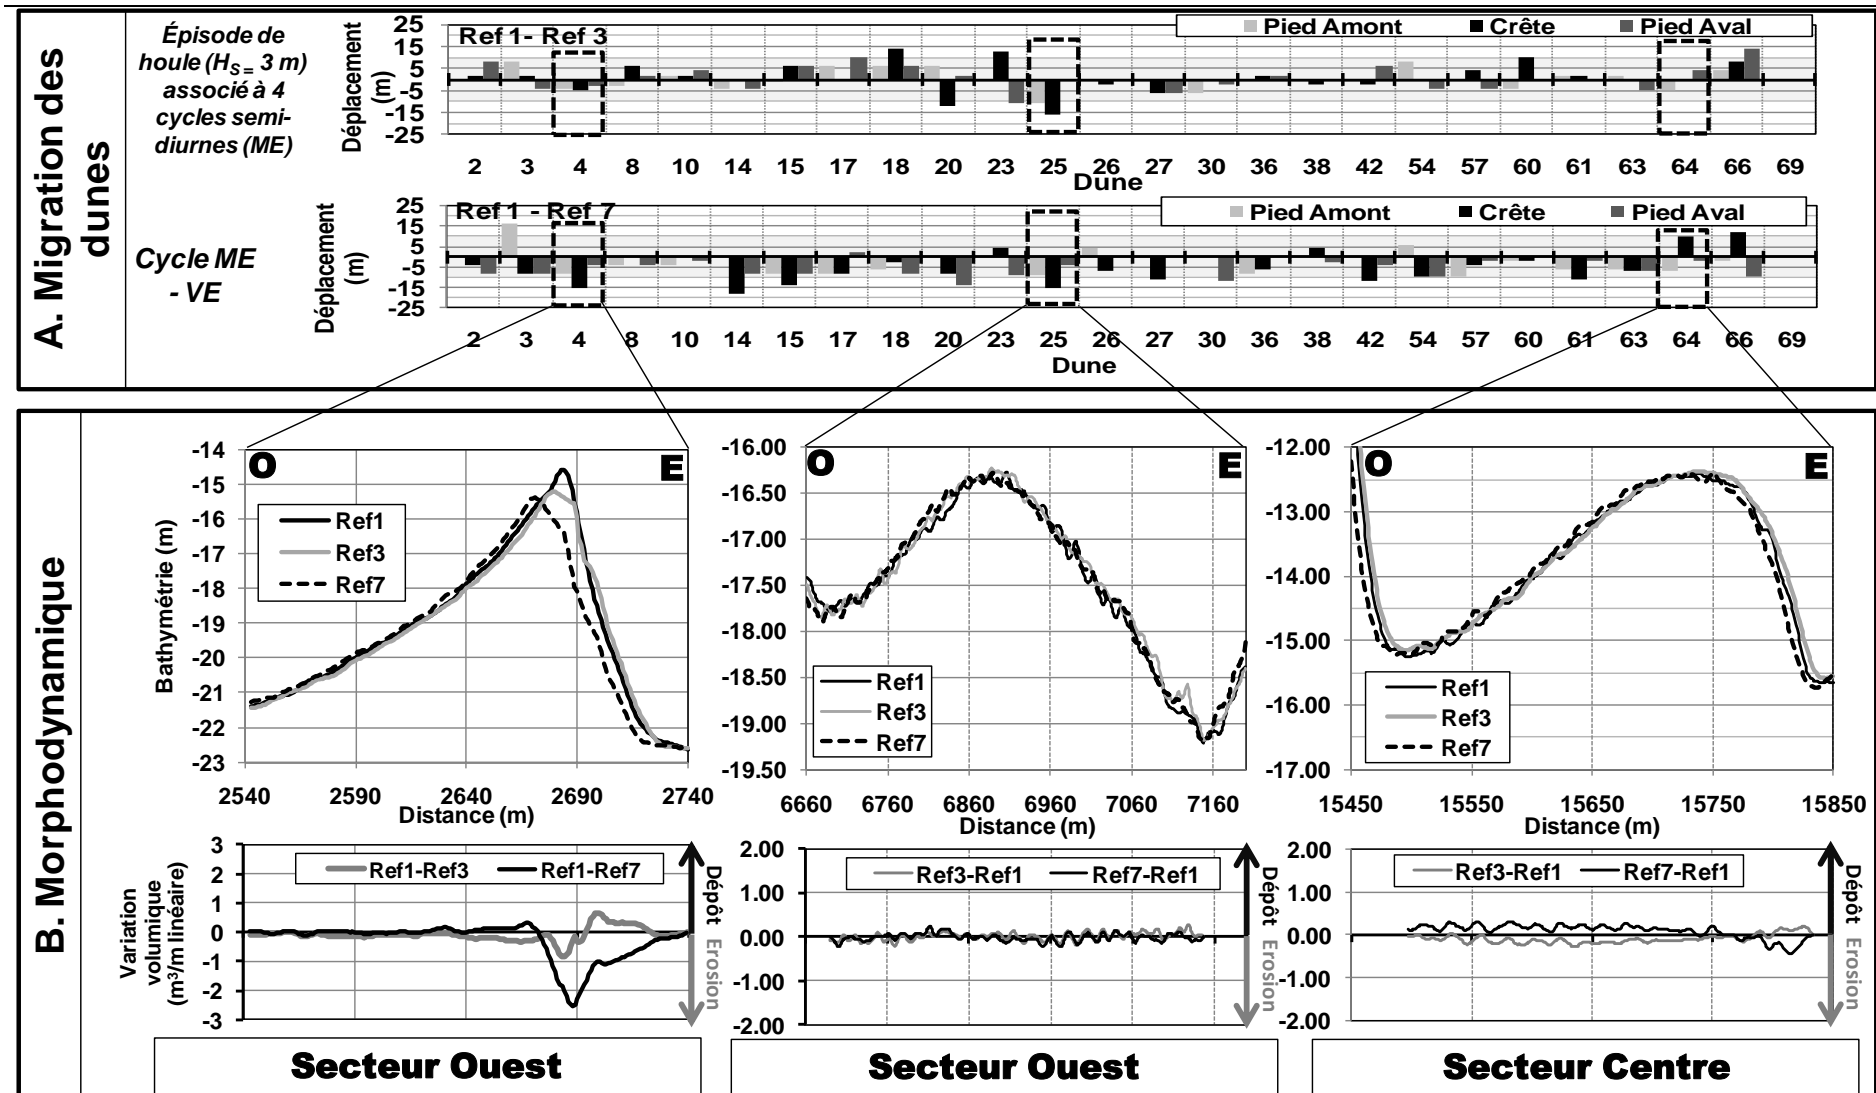 A. Migration des dunes
Épisode de
houle (HS = 3 m)
associé à 4
cycles semi-
diurnes (ME)
Déplacement (m)
25
15
5
-5
-15
-25
Ref 1- Ref 3
Pied Amont Crête Pied Aval
2 3 4 8 10 14 15 17 18 20 23 25 26 27 30 36 38 42 54 57 60 61 63 64 66 69
Dune
Cycle ME
- VE
Déplacement (m)
25
15
5
-5
-15
-25
Ref 1 - Ref 7
Pied Amont Crête Pied Aval
2 3 4 8 10 14 15 17 18 20 23 25 26 27 30 36 38 42 54 57 60 61 63 64 66 69
Dune
B. Morphodynamique
Bathymétrie (m)
-14
-15
-16
-17
-18
-19
-20
-21
-22
-23
O E
Ref1
Ref3
Ref7
2540 2590 2640 2690 2740
Distance (m)
-16.00
-16.50
-17.00
-17.50
-18.00
-18.50
-19.00
-19.50
O E
Ref1
Ref3
Ref7
6660 6760 6860 6960 7060 7160
Distance (m)
-12.00
-13.00
-14.00
-15.00
-16.00
-17.00
O E
Ref1
Ref3
Ref7
15450 15550 15650 15750 15850
Distance (m)
Variation
volumique
(m³/m linéaire)
3
2
1
0
-1
-2
-3
Ref1-Ref3 Ref1-Ref7
Dépôt
Erosion
2.00
1.00
0.00
-1.00
-2.00
Ref3-Ref1 Ref7-Ref1
Dépôt
Erosion
2.00
1.00
0.00
-1.00
-2.00
Ref3-Ref1 Ref7-Ref1
Dépôt
Erosion
Secteur Ouest
Secteur Ouest
Secteur Centre